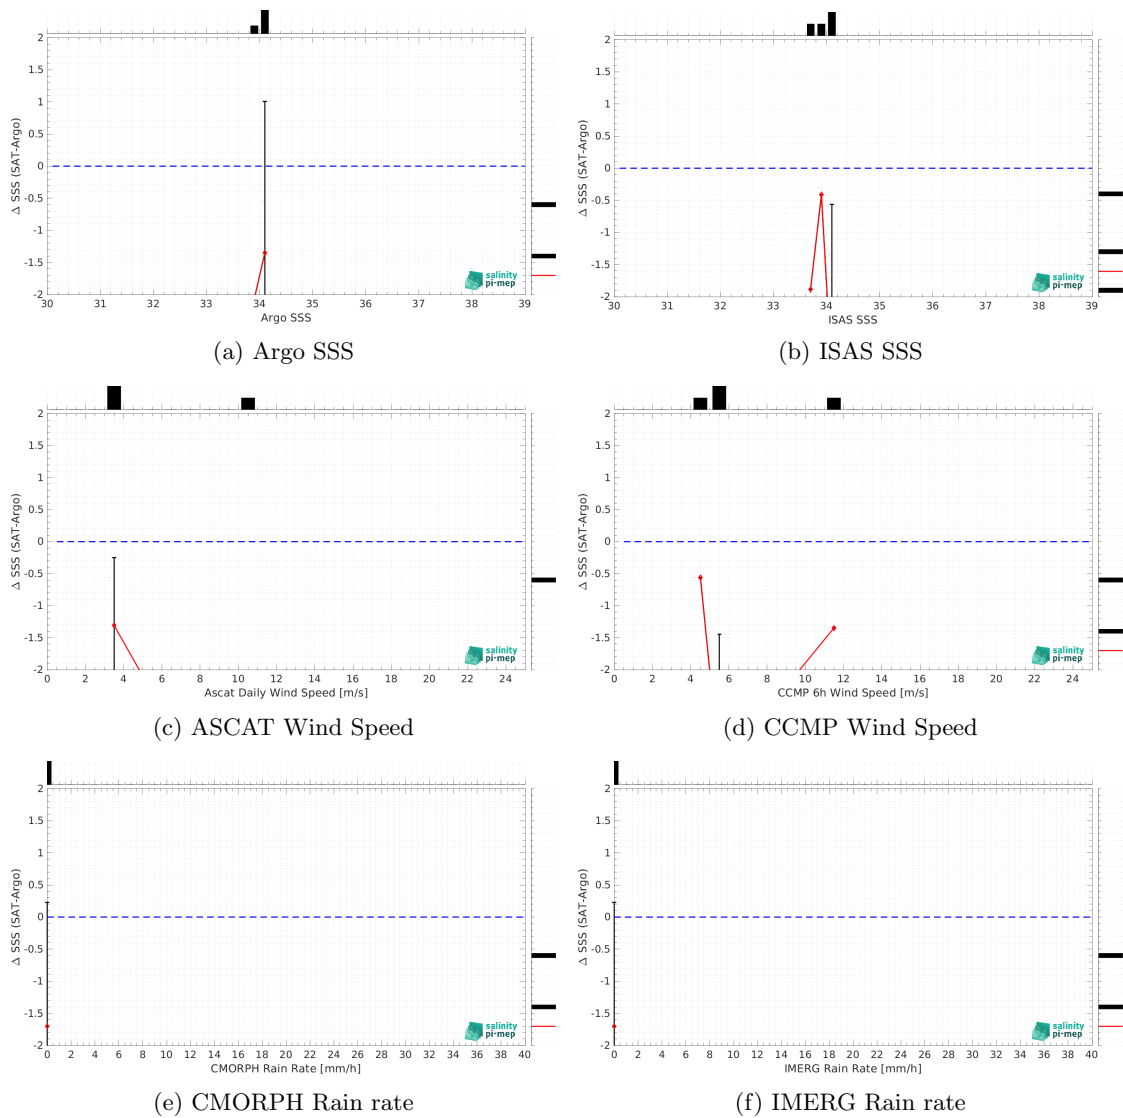 2
1.5
1
0.5
0
-0.5
-1
-1.5
-2
Δ SSS (SAT-Argo)
30 31 32 33 34 35 36 37 38 39
Argo SSS
salinity
pi-mep
(a) Argo SSS
2
1.5
1
0.5
0
-0.5
-1
-1.5
-2
Δ SSS (SAT-Argo)
30 31 32 33 34 35 36 37 38 39
ISAS SSS
salinity
pi-mep
(b) ISAS SSS
2
1.5
1
0.5
0
-0.5
-1
-1.5
-2
Δ SSS (SAT-Argo)
0 2 4 6 8 10 12 14 16 18 20 22 24
Ascat Daily Wind Speed [m/s]
salinity
pi-mep
(c) ASCAT Wind Speed
2
1.5
1
0.5
0
-0.5
-1
-1.5
-2
Δ SSS (SAT-Argo)
0 2 4 6 8 10 12 14 16 18 20 22 24
CCMP 6h Wind Speed [m/s]
salinity
pi-mep
(d) CCMP Wind Speed
2
1.5
1
0.5
0
-0.5
-1
-1.5
-2
Δ SSS (SAT-Argo)
0 2 4 6 8 10 12 14 16 18 20 22 24 26 28 30 32 34 36 38 40
CMORPH Rain Rate [mm/h]
salinity
pi-mep
(e) CMORPH Rain rate
2
1.5
1
0.5
0
-0.5
-1
-1.5
-2
Δ SSS (SAT-Argo)
0 2 4 6 8 10 12 14 16 18 20 22 24 26 28 30 32 34 36 38 40
IMERG Rain Rate [mm/h]
salinity
pi-mep
(f) IMERG Rain rate